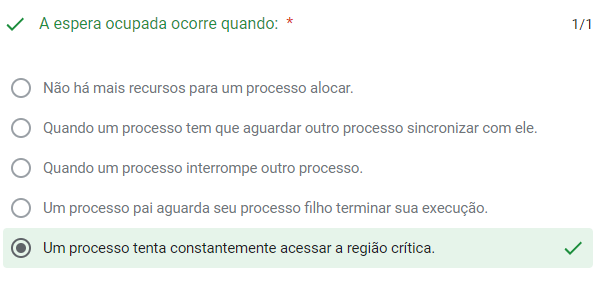 A espera ocupada ocorre quando: *
1/1
Não há mais recursos para um processo alocar.
Quando um processo tem que aguardar outro processo sincronizar com ele.
Quando um processo interrompe outro processo.
Um processo pai aguarda seu processo filho terminar sua execução.
Um processo tenta constantemente acessar a região crítica.